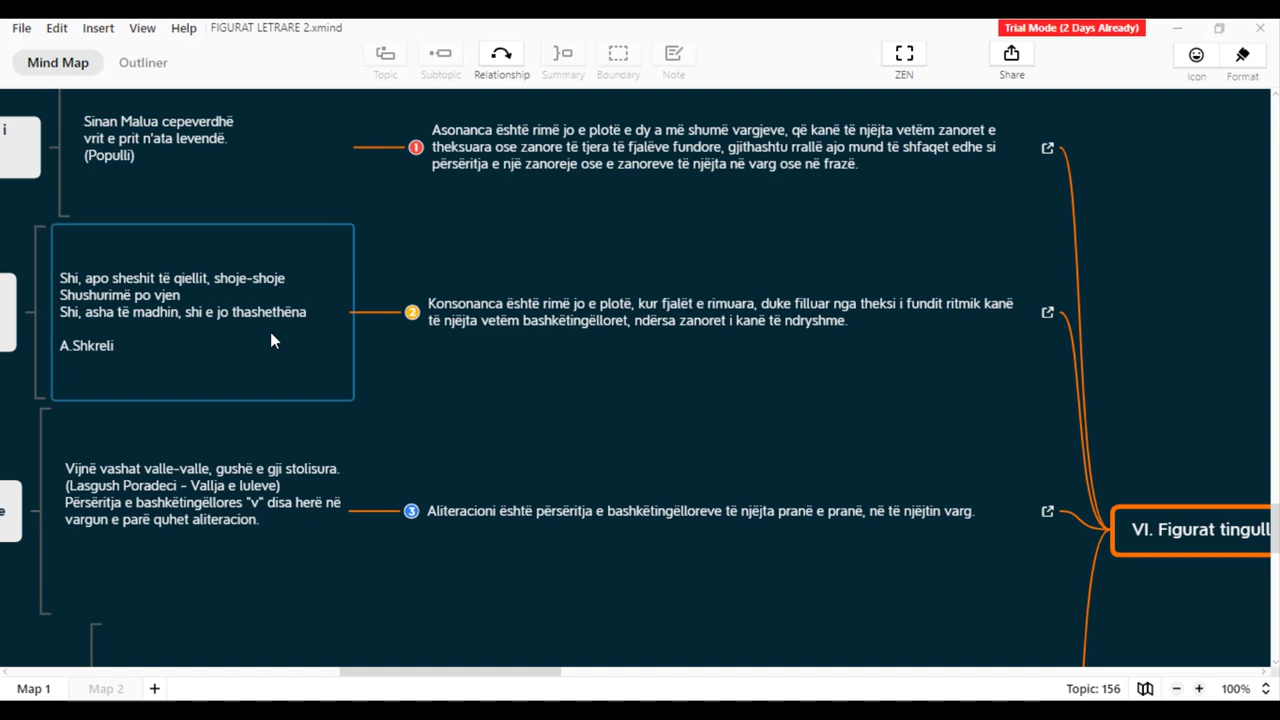 File Edit Insert View Help FIGURAT LETRARE 2.xmind Trial Mode (2 Days Already)
Mind Map Outliner
Topic Subtopic Relationship Summary Boundary Note ZEN Share Icon Format
i
Sinan Malua cepeverdhë
vrit e prit n'ata levendë.
(Populli)
1
Asonanca është rimë jo e plotë e dy a më shumë vargjeve, që kanë të njëjta vetëm zanoret e
theksuara ose zanore të tjera të fjalëve fundore, gjithashtu rrallë ajo mund të shfaqet edhe si
përsëritja e një zanoreje ose e zanoreve të njëjta në varg ose në frazë.
Shi, apo sheshit të qiellit, shoje-shoje
Shushurimë po vjen
Shi, asha të madhin, shi e jo thashethëna
A.Shkreli
2
Konsonanca është rimë jo e plotë, kur fjalët e rimuara, duke filluar nga theksi i fundit ritmik kanë
të njëjta vetëm bashkëtingëlloret, ndërsa zanoret i kanë të ndryshme.
e
Vijnë vashat valle-valle, gushë e gji stolisura.
(Lasgush Poradeci - Vallja e luleve)
Përsëritja e bashkëtingëllores "v" disa herë në
vargun e parë quhet aliteracion.
3
Aliteracioni është përsëritja e bashkëtingëlloreve të njëjta pranë e pranë, në të njëjtin varg.
VI. Figurat tingull
Map 1 Map 2 Topic: 156 100%